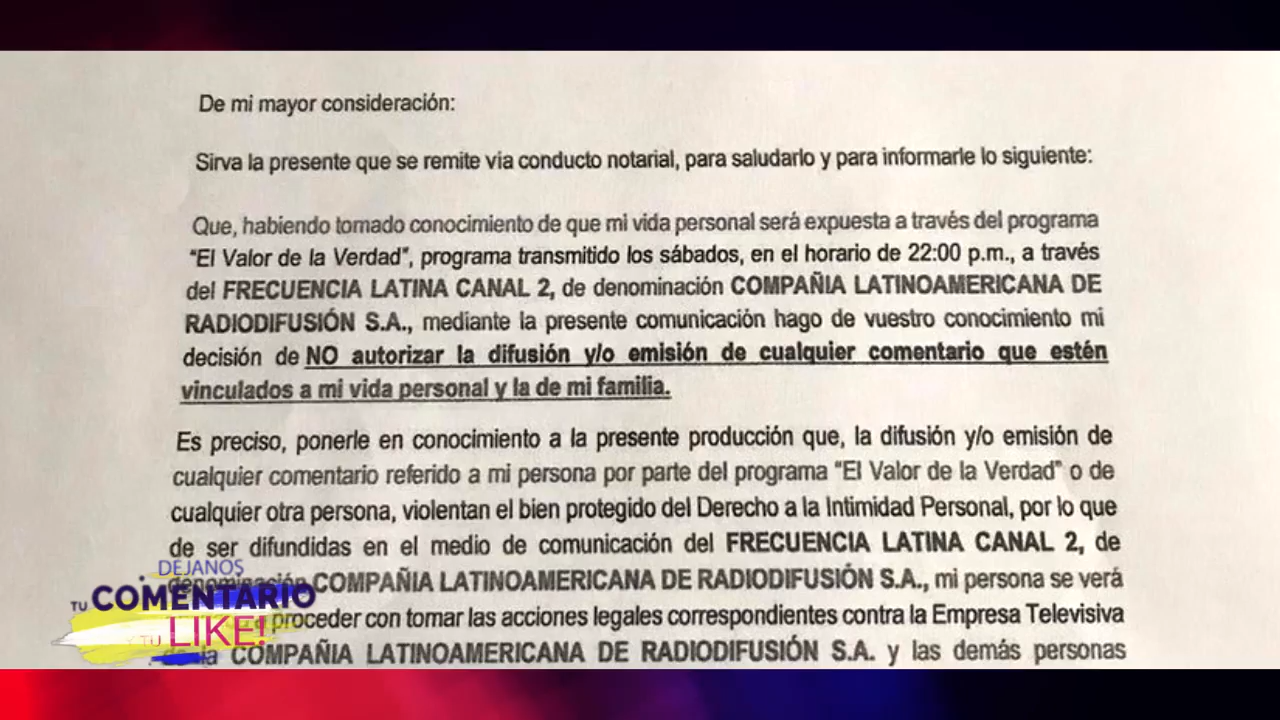 De mi mayor consideración:
Sirva la presente que se remite vía conducto notarial, para saludarlo y para informarle lo siguiente:
Que, habiendo tomado conocimiento de que mi vida personal será expuesta a través del programa
"El Valor de la Verdad", programa transmitido los sábados, en el horario de 22:00 p.m., a través
del FRECUENCIA LATINA CANAL 2, de denominación COMPAÑIA LATINOAMERICANA DE
RADIODIFUSIÓN S.A., mediante la presente comunicación hago de vuestro conocimiento mi
decisión de NO autorizar la difusión y/o emisión de cualquier comentario que estén
vinculados a mi vida personal y la de mi familia.
Es preciso, ponerle en conocimiento a la presente producción que, la difusión y/o emisión de
cualquier comentario referido a mi persona por parte del programa "El Valor de la Verdad" o de
cualquier otra persona, violentan el bien protegido del Derecho a la Intimidad Personal, por lo que
de ser difundidas en el medio de comunicación del FRECUENCIA LATINA CANAL 2, de
denominación COMPAÑIA LATINOAMERICANA DE RADIODIFUSIÓN S.A., mi persona se verá
proceder con tomar las acciones legales correspondientes contra la Empresa Televisiva
la COMPAÑIA LATINOAMERICANA DE RADIODIFUSIÓN S.A. y las demás personas
DÉJANOS
TU COMENTARIO
Y TU LIKE!